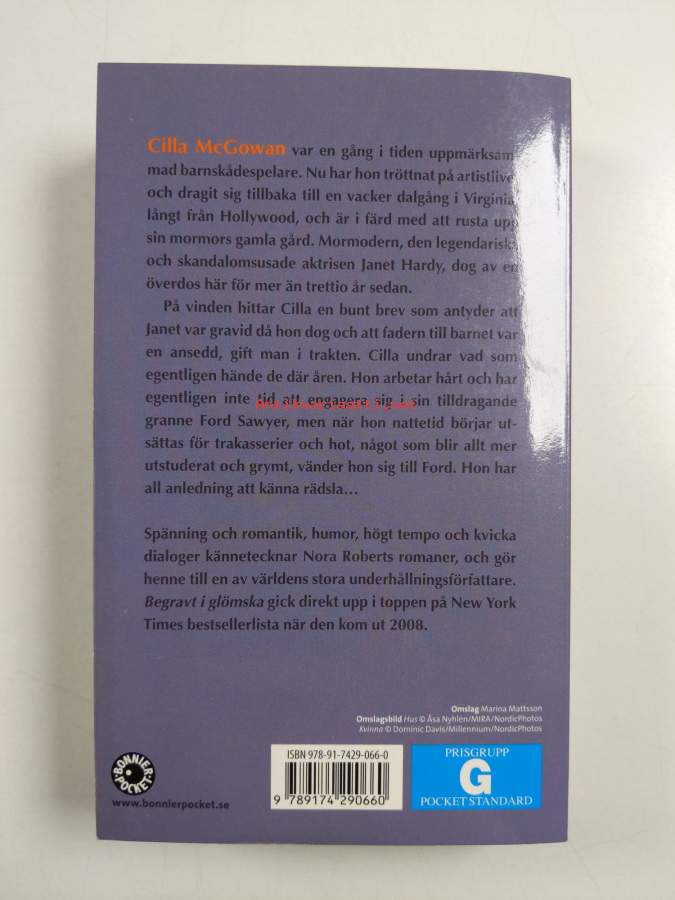 Cilla McGowan var en gång i tiden uppmärksam-
mad barnskådespelare. Nu har hon tröttnat på artistlivet
och dragit sig tillbaka till en vacker dalgång i Virginia,
långt från Hollywood, och är i färd med att rusta upp
sin mormors gamla gård. Mormodern, den legendariska
och skandalomsusade aktrisen Janet Hardy, dog av en
överdos här för mer än trettio år sedan.
På vinden hittar Cilla en bunt brev som antyder att
Janet var gravid då hon dog och att fadern till barnet var
en ansedd, gift man i trakten. Cilla undrar vad som
egentligen hände de där åren. Hon arbetar hårt och har
egentligen inte tid att engagera sig i sin tilldragande
granne Ford Sawyer, men när hon nattetid börjar ut-
sättas för trakasserier och hot, något som blir allt mer
utstuderat och grymt, vänder hon sig till Ford. Hon har
all anledning att känna rädsla…
Spänning och romantik, humor, högt tempo och kvicka
dialoger kännetecknar Nora Roberts romaner, och gör
henne till en av världens stora underhållningsförfattare.
Begravt i glömska gick direkt upp i toppen på New York
Times bestsellerlista när den kom ut 2008.
Omslag Marina Mattsson
Omslagsbild Hus © Åsa Nyhlén/MIRA/NordicPhotos
Kvinna © Dominic Davis/Millennium/NordicPhotos
BONNIER POCKET
www.bonnierpocket.se
ISBN 978-91-7429-066-0
9 789174 290660
PRISGRUPP
G
POCKET STANDARD